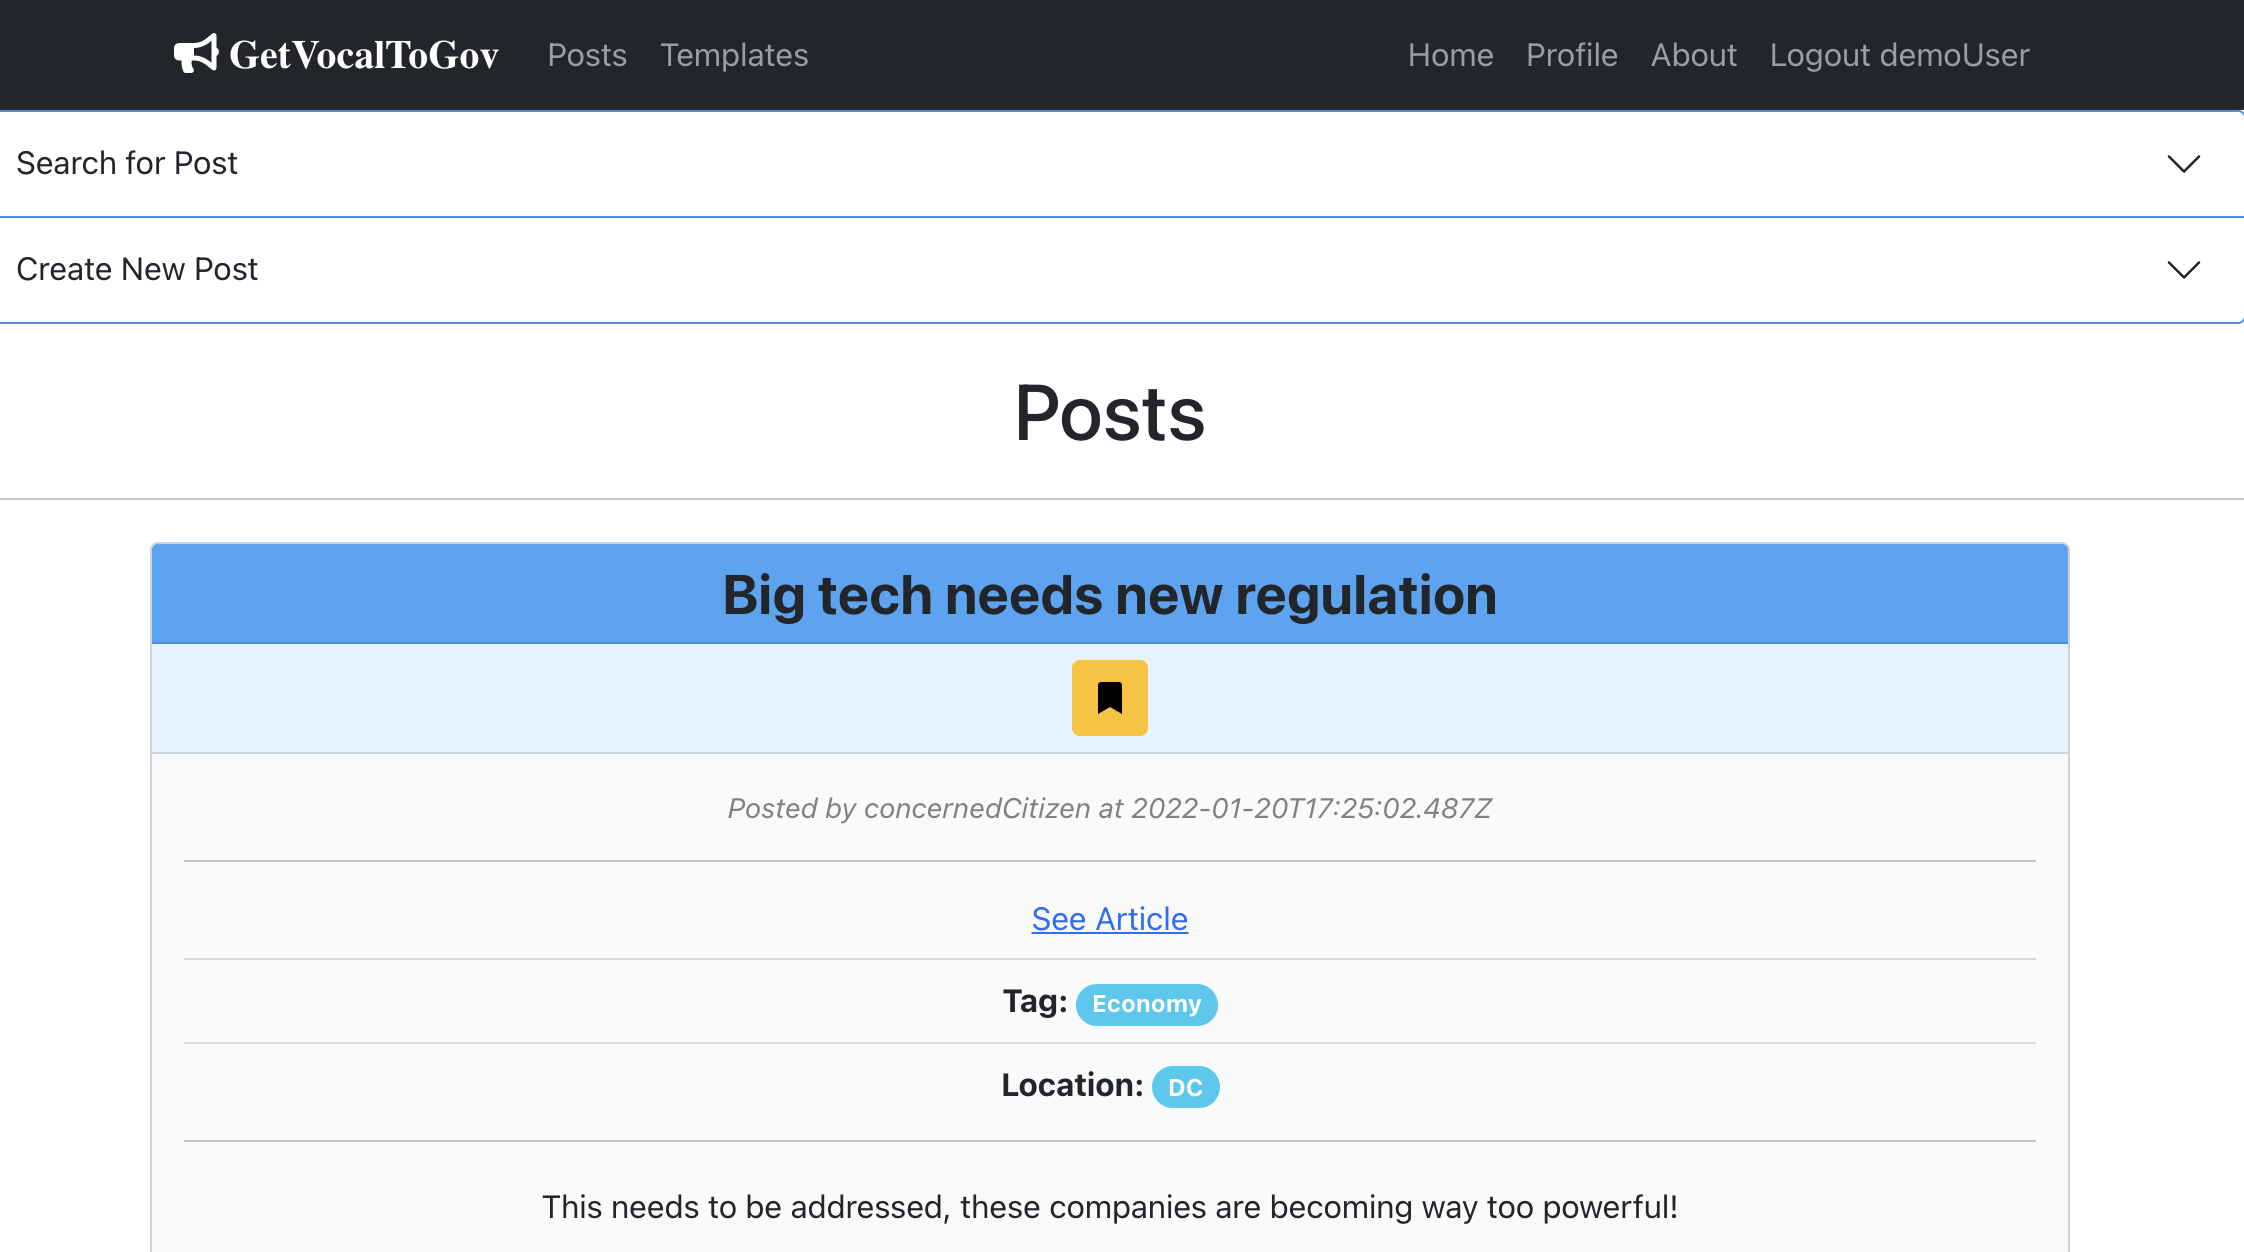 GetVocalToGov Posts Templates Home Profile About Logout demoUser
Search for Post
Create New Post
Posts
Big tech needs new regulation
Posted by concernedCitizen at 2022-01-20T17:25:02.487Z
See Article
Tag: Economy
Location: DC
This needs to be addressed, these companies are becoming way too powerful!